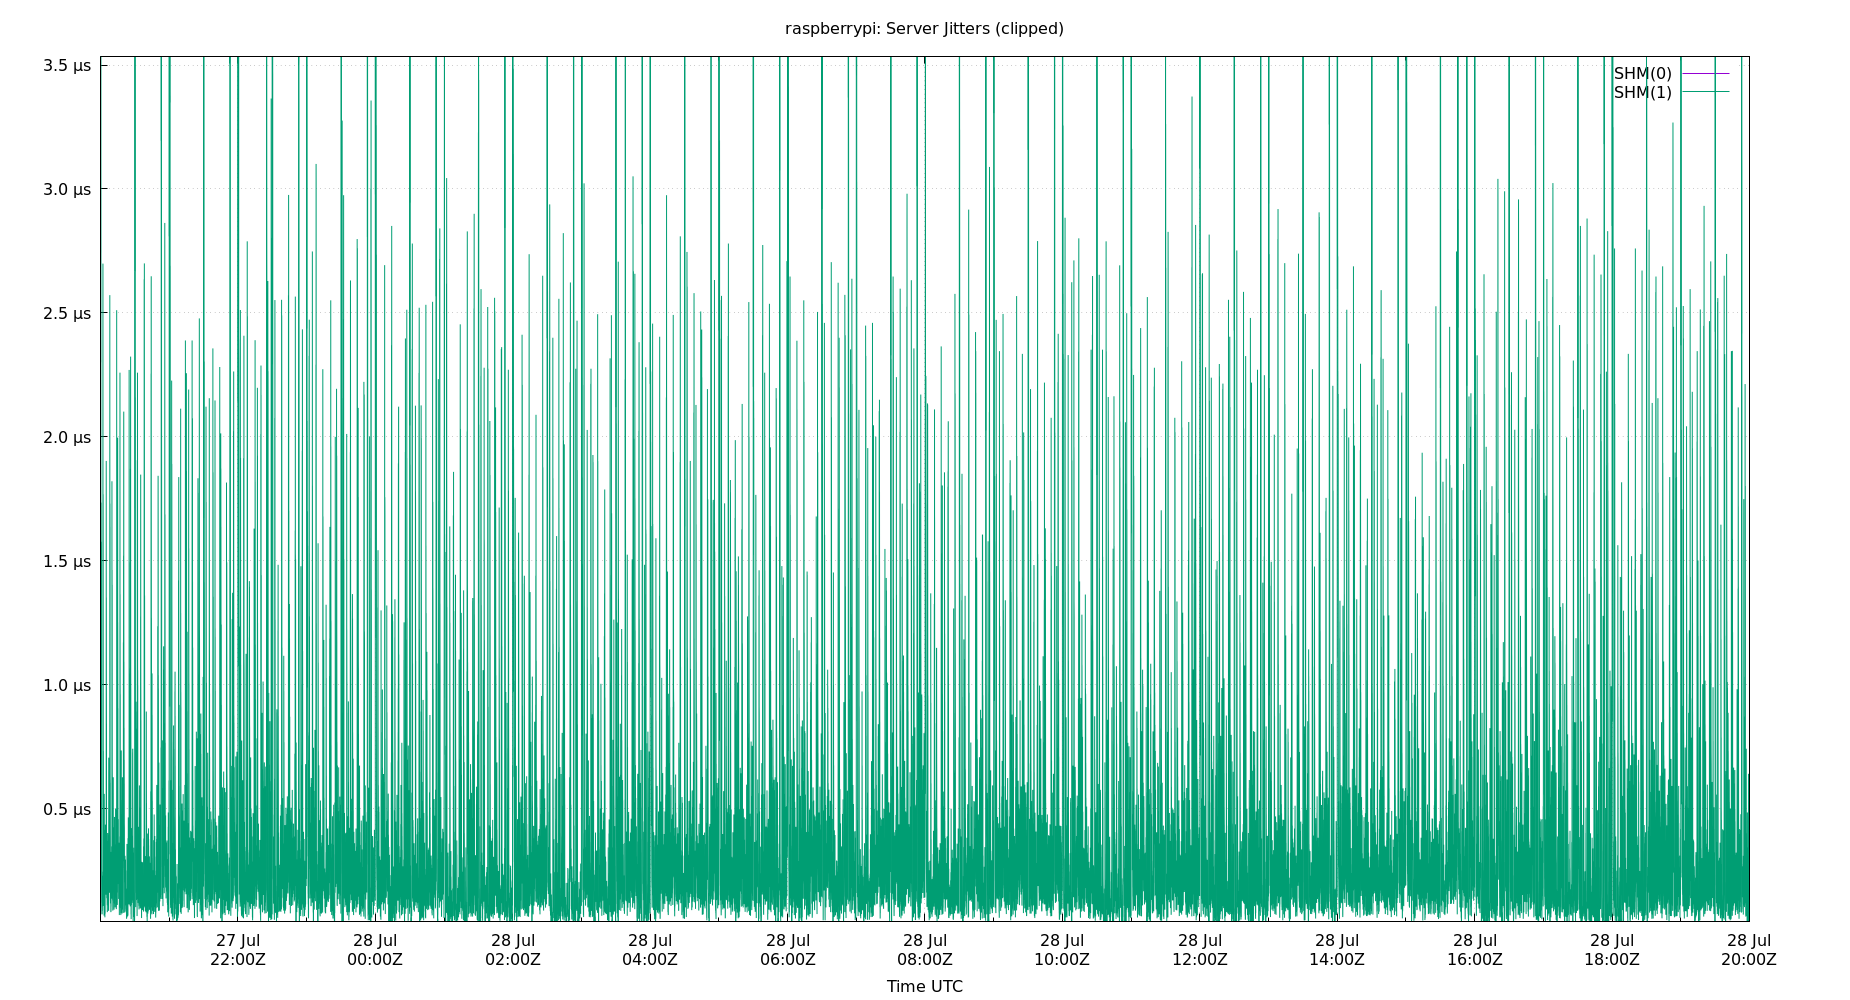 raspberrypi: Server Jitters (clipped)
3.5 µs
3.0 µs
2.5 µs
2.0 µs
1.5 µs
1.0 µs
0.5 µs
SHM(0)
SHM(1)
27 Jul
22:00Z
28 Jul
00:00Z
28 Jul
02:00Z
28 Jul
04:00Z
28 Jul
06:00Z
28 Jul
08:00Z
28 Jul
10:00Z
28 Jul
12:00Z
28 Jul
14:00Z
28 Jul
16:00Z
28 Jul
18:00Z
28 Jul
20:00Z
Time UTC